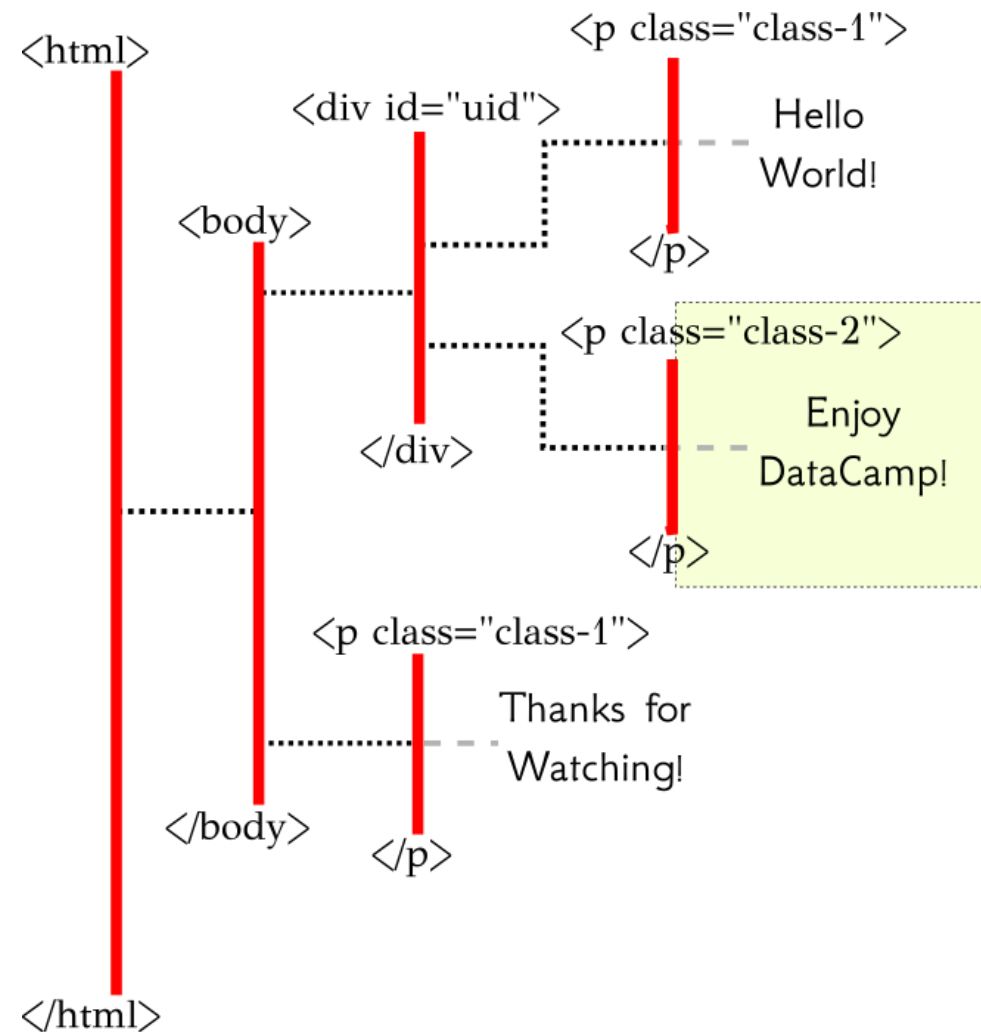 <html>
<body>
<div id="uid">
<p class="class-1">
Hello
World!
</p>
<p class="class-2">
Enjoy
DataCamp!
</p>
</div>
<p class="class-1">
Thanks for
Watching!
</p>
</body>
</html>